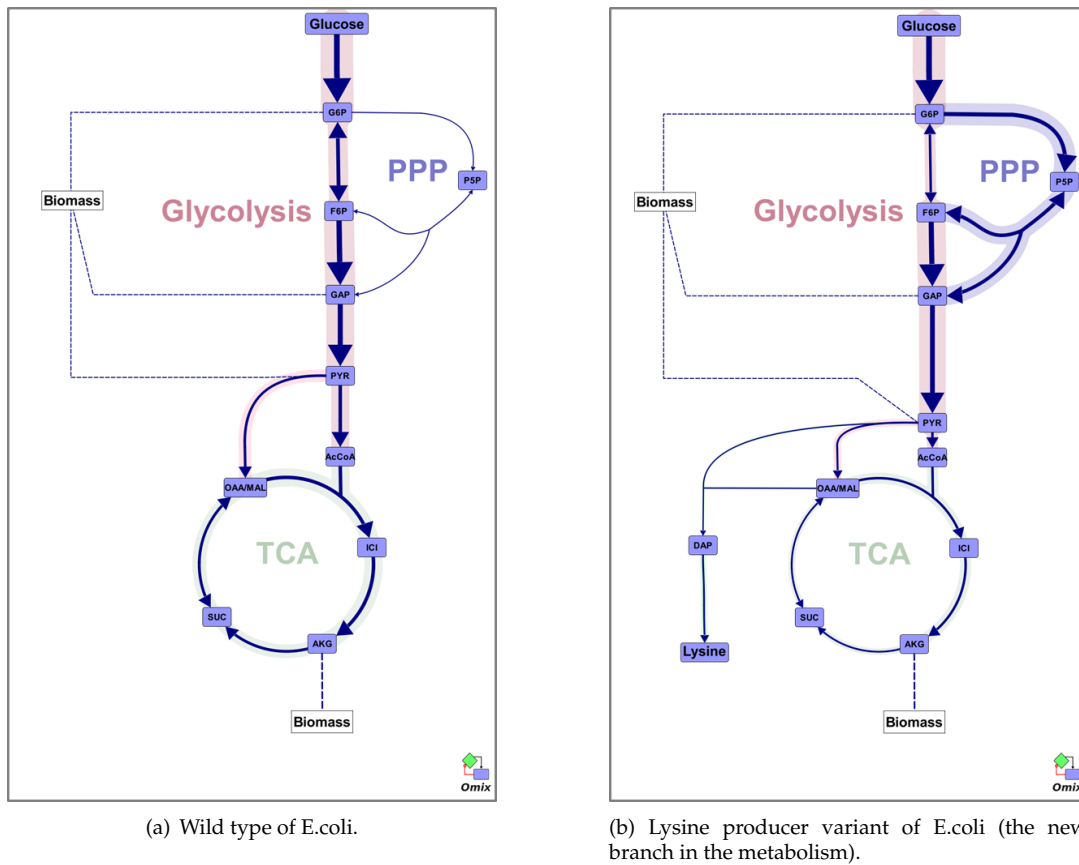 Glucose
G6P
PPP
P5P
Biomass
Glycolysis
F6P
GAP
PYR
AcCoA
OAA/MAL
TCA
ICI
SUC
AKG
Biomass
Omix
(a) Wild type of E.coli.
Glucose
G6P
PPP
P5P
Biomass
Glycolysis
F6P
GAP
PYR
AcCoA
OAA/MAL
DAP
TCA
ICI
SUC
AKG
Lysine
Biomass
Omix
(b) Lysine producer variant of E.coli (the new
branch in the metabolism).